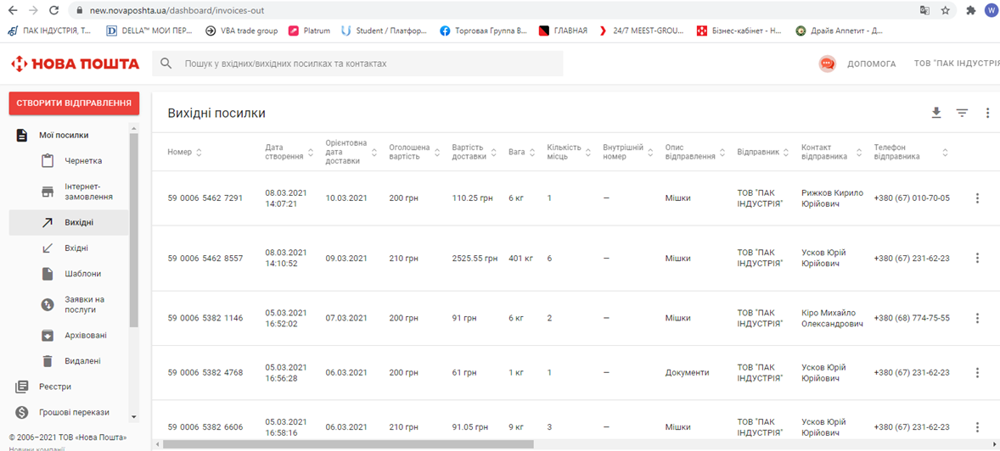 new.novaposhta.ua/dashboard/invoices-out
W
ПАК ІНДУСТРІЯ, Т...
DELLA™ МОИ ПЕР...
VBA trade group
Platrum
Student / Платфор...
Торговая Группа В...
ГЛАВНАЯ
24/7 MEEST-GROU...
Бізнес-кабінет - Н...
Драйв Аппетит - Д...
НОВА ПОШТА
Пошук у вхідних/вихідних посилках та контактах
ДОПОМОГА
ТОВ "ПАК ІНДУСТРІЯ
СТВОРИТИ ВІДПРАВЛЕННЯ
Мої посилки
Чернетка
Інтернет-
замовлення
Вихідні
Вхідні
Шаблони
Заявки на
послуги
Архівовані
Видалені
Реєстри
Грошові перекази
© 2006–2021 ТОВ «Нова Пошта»
Новини компанії
Вихідні посилки
Номер
Дата
створення
Орієнтовна
дата
доставки
Оголошена
вартість
Вартість
доставки
Вага
Кількість
місць
Внутрішній
номер
Опис
відправлення
Відправник
Контакт
відправника
Телефон
відправника
59 0006 5462 7291
08.03.2021
14:07:21
10.03.2021
200 грн
110.25 грн
6 кг
1
—
Мішки
ТОВ "ПАК
ІНДУСТРІЯ"
Рижков Кирило
Юрійович
+380 (67) 010-70-05
59 0006 5462 8557
08.03.2021
14:10:52
09.03.2021
210 грн
2525.55 грн
401 кг
6
—
Мішки
ТОВ "ПАК
ІНДУСТРІЯ"
Усков Юрій
Юрійович
+380 (67) 231-62-23
59 0006 5382 1146
05.03.2021
16:52:02
07.03.2021
200 грн
91 грн
6 кг
2
—
Мішки
ТОВ "ПАК
ІНДУСТРІЯ"
Кіро Михайло
Олександрович
+380 (68) 774-75-55
59 0006 5382 4768
05.03.2021
16:56:28
06.03.2021
200 грн
61 грн
1 кг
1
—
Документи
ТОВ "ПАК
ІНДУСТРІЯ"
Усков Юрій
Юрійович
+380 (67) 231-62-23
59 0006 5382 6606
05.03.2021
16:58:16
06.03.2021
210 грн
91.05 грн
9 кг
3
—
Мішки
ТОВ "ПАК
ІНДУСТРІЯ"
Усков Юрій
Юрійович
+380 (67) 231-62-23